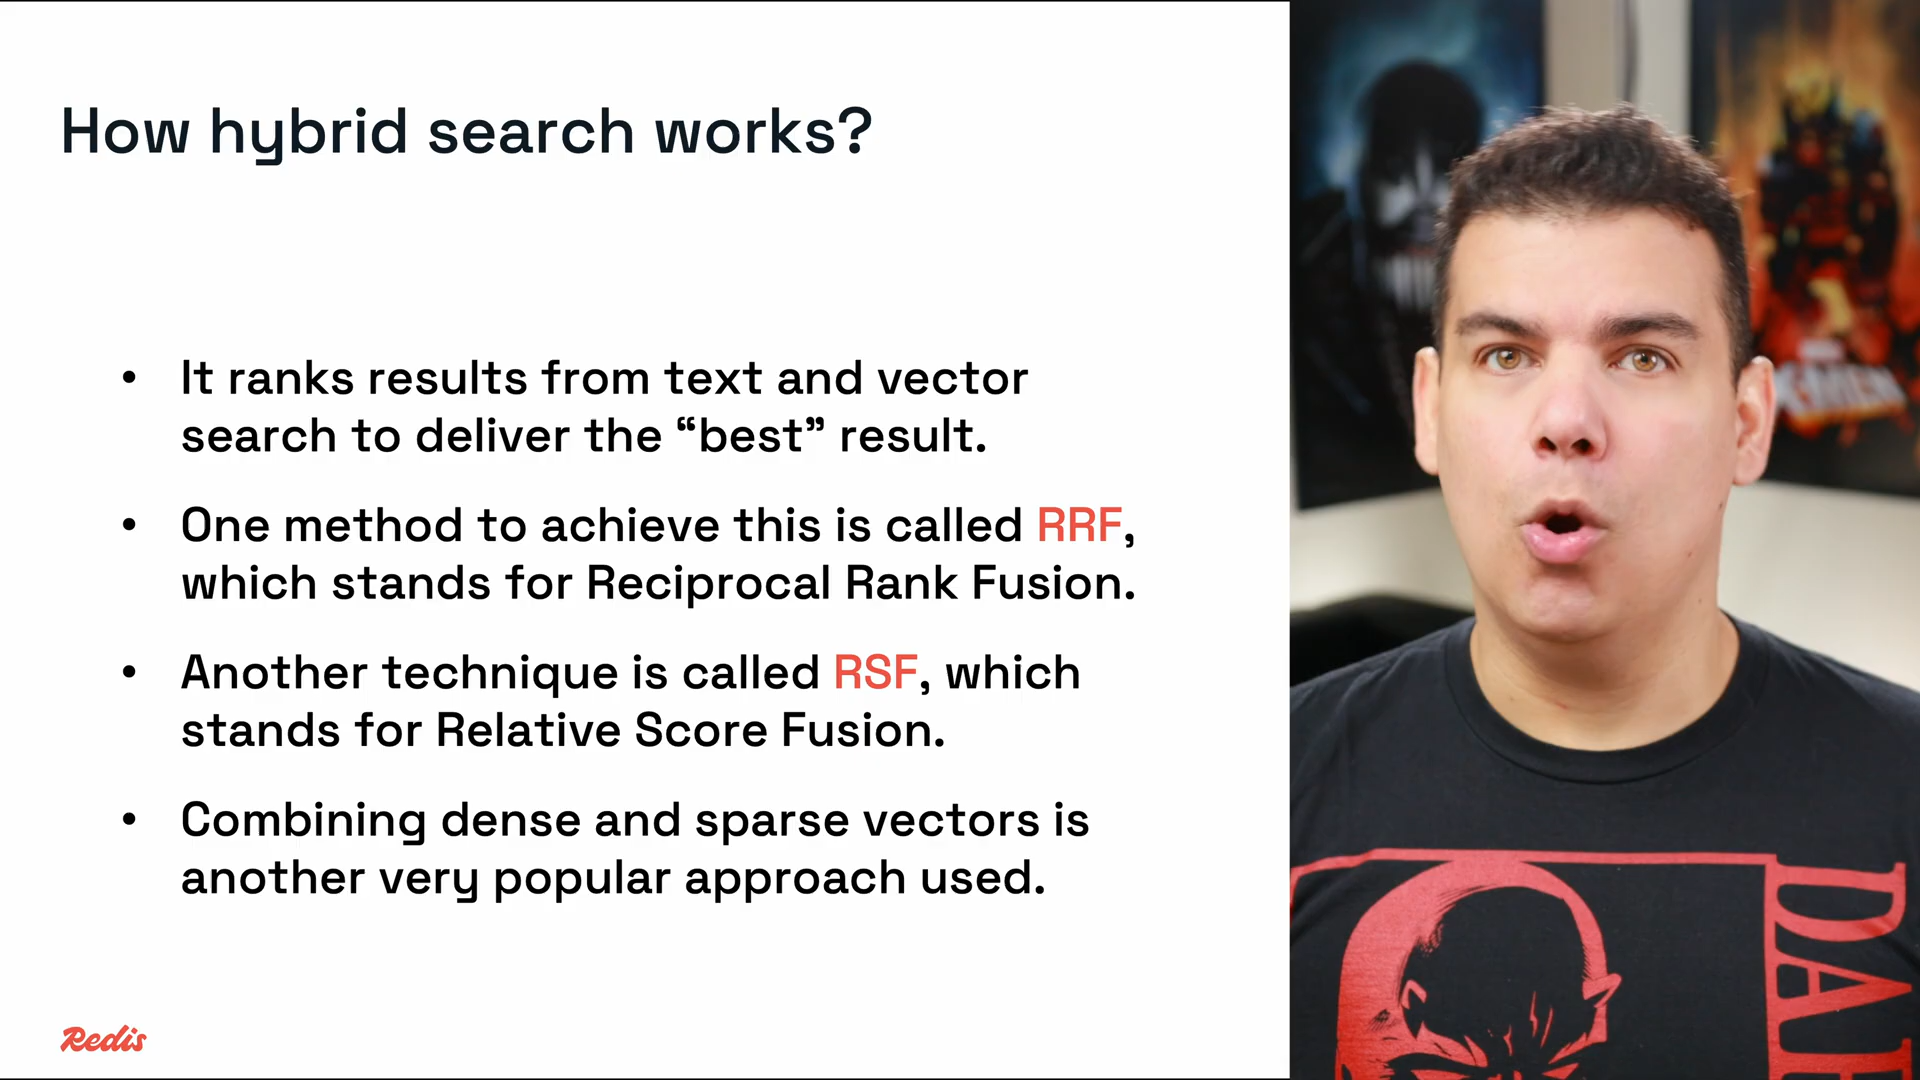 How hybrid search works?
• It ranks results from text and vector
search to deliver the “best” result.
• One method to achieve this is called RRF,
which stands for Reciprocal Rank Fusion.
• Another technique is called RSF, which
stands for Relative Score Fusion.
• Combining dense and sparse vectors is
another very popular approach used.
Redis
X-MEN